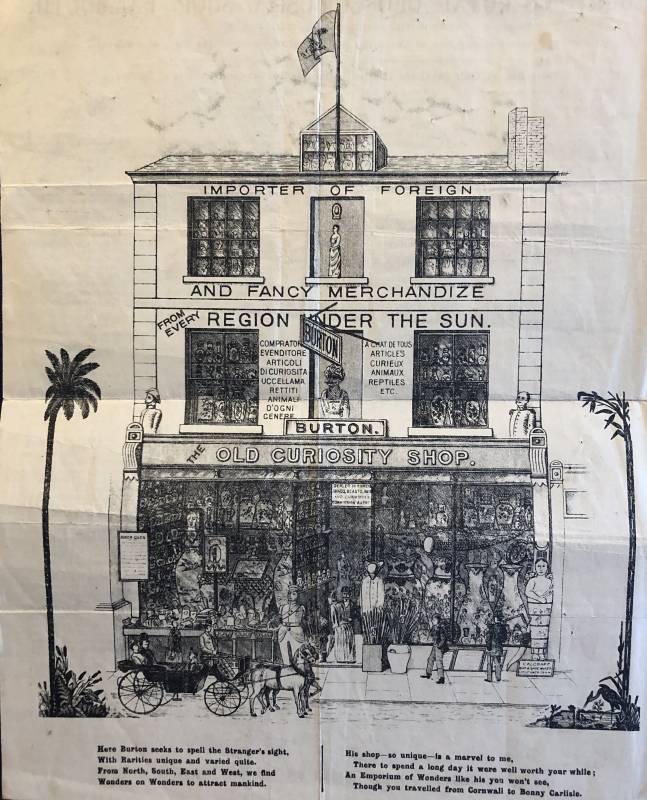 IMPORTER OF FOREIGN
AND FANCY MERCHANDIZE
FROM EVERY REGION UNDER THE SUN.
BURTON
COMPRATOR
EVENDITORE
ARTICOLI
DI CURIOSITA
UCCELLAMA
RETTITI
ANIMALI
D'OGNI
GENERE
ACHAT DE TOUS
ARTICLES
CURIEUX
ANIMAUX
REPTILES
ETC.
BURTON.
THE OLD CURIOSITY SHOP.
Here Burton seeks to spell the Stranger's sight,
With Rarities unique and varied quite.
From North, South, East and West, we find
Wonders on Wonders to attract mankind.
His shop—so unique—is a marvel to me,
There to spend a long day it were well worth your while;
An Emporium of Wonders like his you won't see,
Though you travelled from Cornwall to Bonny Carlisle.